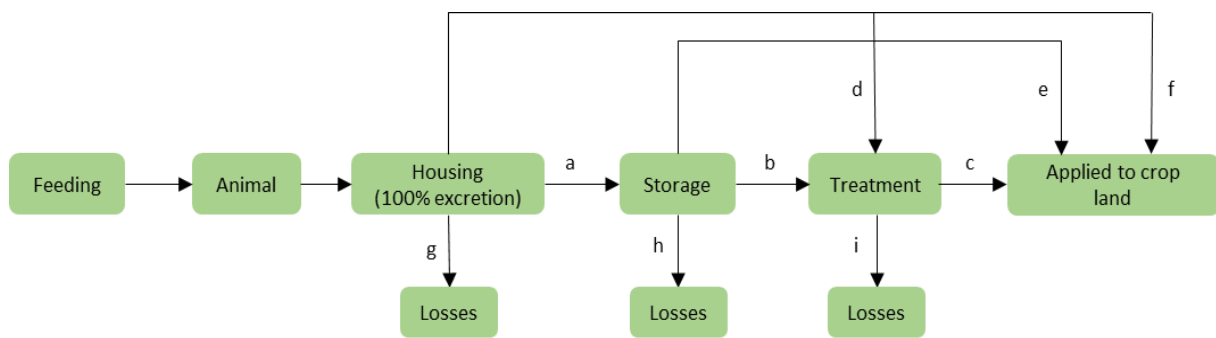 d
e
f
Feeding
Animal
Housing
(100% excretion)
a
Storage
b
Treatment
c
Applied to crop
land
g
h
i
Losses
Losses
Losses